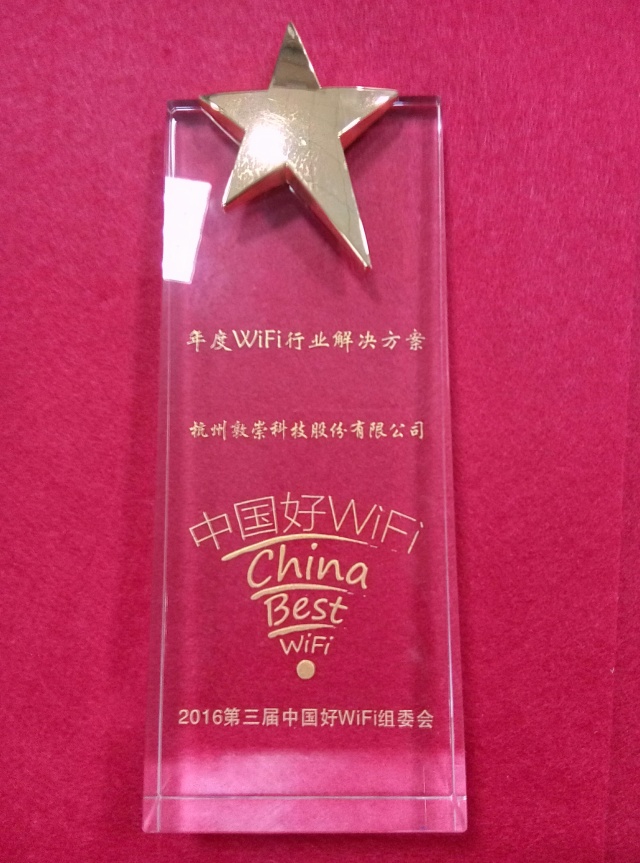 年度WiFi行业解决方案
杭州敦崇科技股份有限公司
中国好WiFi
China
Best
WiFi
2016第三届中国好WiFi组委会